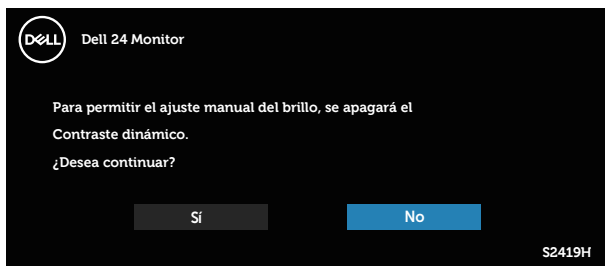 DELL Dell 24 Monitor
Para permitir el ajuste manual del brillo, se apagará el
Contraste dinámico.
¿Desea continuar?
Sí No
S2419H